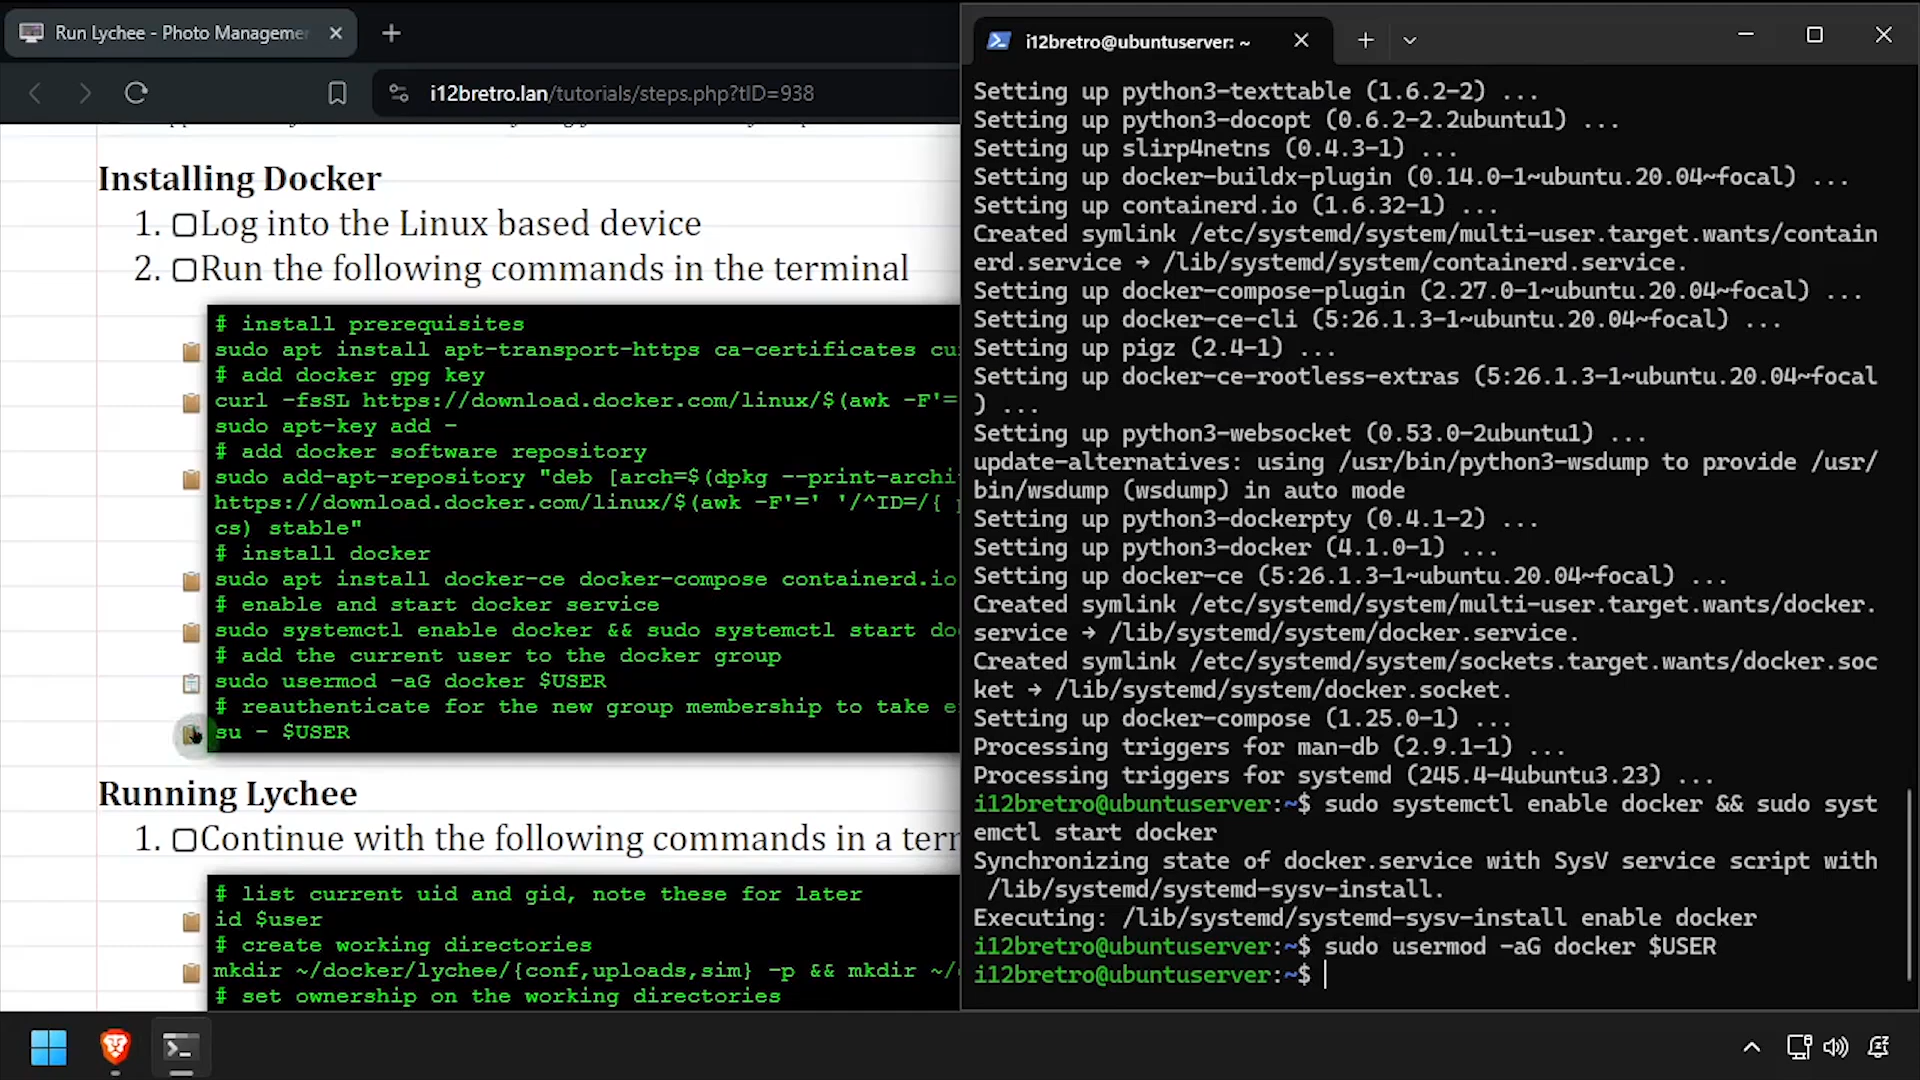 Run Lychee - Photo Manageme
i12bretro.lan/tutorials/steps.php?tID=938
Installing Docker
1. Log into the Linux based device
2. Run the following commands in the terminal
# install prerequisites
sudo apt install apt-transport-https ca-certificates cu
# add docker gpg key
curl -fsSL https://download.docker.com/linux/$(awk -F'=
sudo apt-key add -
# add docker software repository
sudo add-apt-repository "deb [arch=$(dpkg --print-archi
https://download.docker.com/linux/$(awk -F'=' '/^ID=/{ p
cs) stable"
# install docker
sudo apt install docker-ce docker-compose containerd.io
# enable and start docker service
sudo systemctl enable docker && sudo systemctl start do
# add the current user to the docker group
sudo usermod -aG docker $USER
# reauthenticate for the new group membership to take e
su - $USER
Running Lychee
1. Continue with the following commands in a ter
# list current uid and gid, note these for later
id $user
# create working directories
mkdir ~/docker/lychee/{conf,uploads,sim} -p && mkdir ~/
# set ownership on the working directories
i12bretro@ubuntuserver: ~
Setting up python3-texttable (1.6.2-2) ...
Setting up python3-docopt (0.6.2-2.2ubuntu1) ...
Setting up slirp4netns (0.4.3-1) ...
Setting up docker-buildx-plugin (0.14.0-1~ubuntu.20.04~focal) ...
Setting up containerd.io (1.6.32-1) ...
Created symlink /etc/systemd/system/multi-user.target.wants/contain
erd.service → /lib/systemd/system/containerd.service.
Setting up docker-compose-plugin (2.27.0-1~ubuntu.20.04~focal) ...
Setting up docker-ce-cli (5:26.1.3-1~ubuntu.20.04~focal) ...
Setting up pigz (2.4-1) ...
Setting up docker-ce-rootless-extras (5:26.1.3-1~ubuntu.20.04~focal
) ...
Setting up python3-websocket (0.53.0-2ubuntu1) ...
update-alternatives: using /usr/bin/python3-wsdump to provide /usr/
bin/wsdump (wsdump) in auto mode
Setting up python3-dockerpty (0.4.1-2) ...
Setting up python3-docker (4.1.0-1) ...
Setting up docker-ce (5:26.1.3-1~ubuntu.20.04~focal) ...
Created symlink /etc/systemd/system/multi-user.target.wants/docker.
service → /lib/systemd/system/docker.service.
Created symlink /etc/systemd/system/sockets.target.wants/docker.soc
ket → /lib/systemd/system/docker.socket.
Setting up docker-compose (1.25.0-1) ...
Processing triggers for man-db (2.9.1-1) ...
Processing triggers for systemd (245.4-4ubuntu3.23) ...
i12bretro@ubuntuserver:~$ sudo systemctl enable docker && sudo syst
emctl start docker
Synchronizing state of docker.service with SysV service script with
 /lib/systemd/systemd-sysv-install.
Executing: /lib/systemd/systemd-sysv-install enable docker
i12bretro@ubuntuserver:~$ sudo usermod -aG docker $USER
i12bretro@ubuntuserver:~$